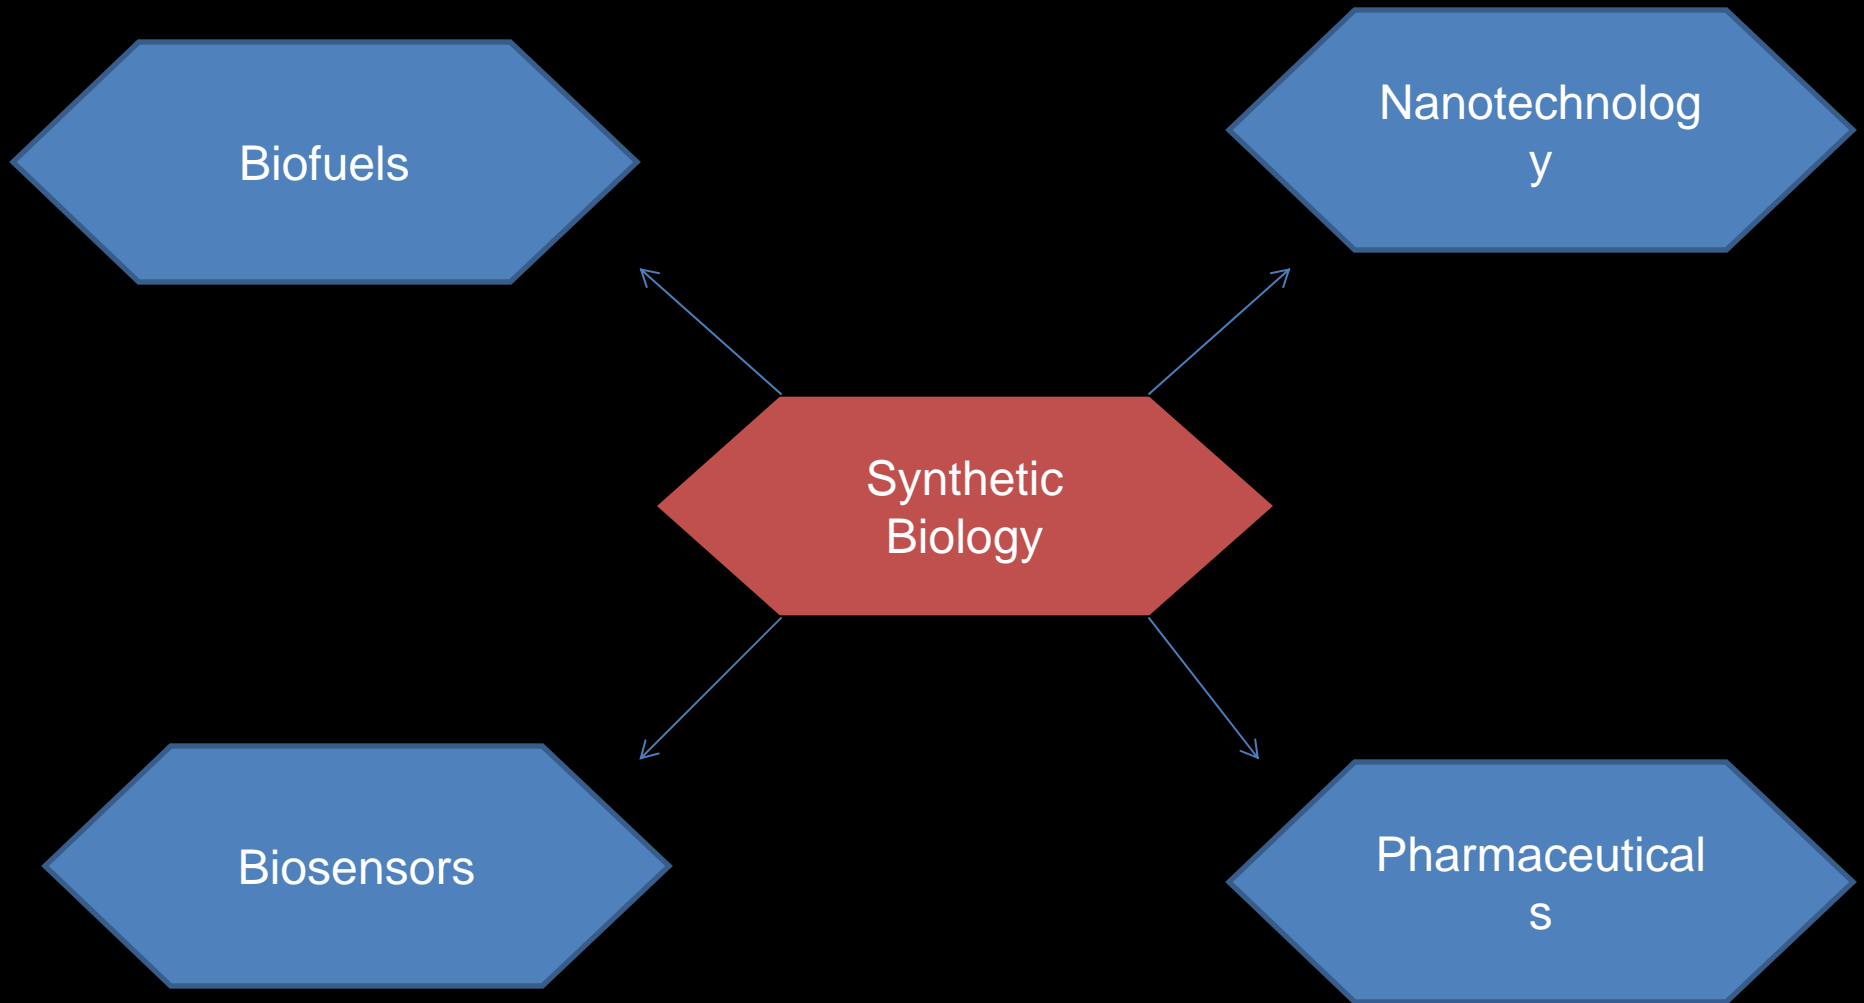 Biofuels
Nanotechnolog
y
Synthetic
Biology
Biosensors
Pharmaceutical
s